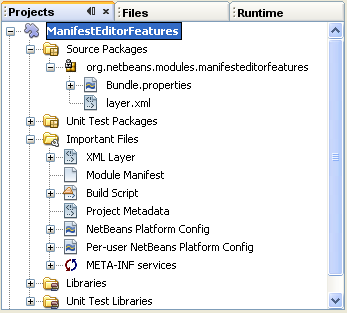 Projects
Files
Runtime
ManifestEditorFeatures
Source Packages
org.netbeans.modules.manifesteditorfeatures
Bundle.properties
layer.xml
Unit Test Packages
Important Files
XML Layer
Module Manifest
Build Script
Project Metadata
NetBeans Platform Config
Per-user NetBeans Platform Config
META-INF services
Libraries
Unit Test Libraries